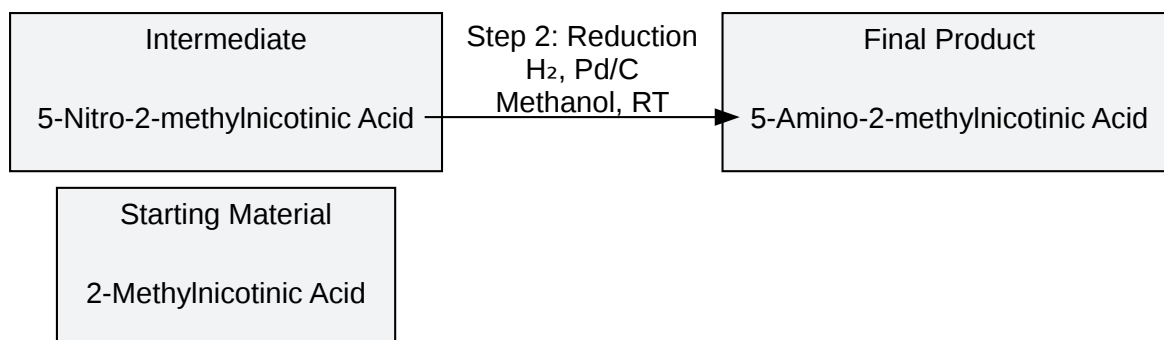 Intermediate
5-Nitro-2-methylnicotinic Acid
Step 2: Reduction
H₂, Pd/C
Methanol, RT
Final Product
5-Amino-2-methylnicotinic Acid
Starting Material
2-Methylnicotinic Acid